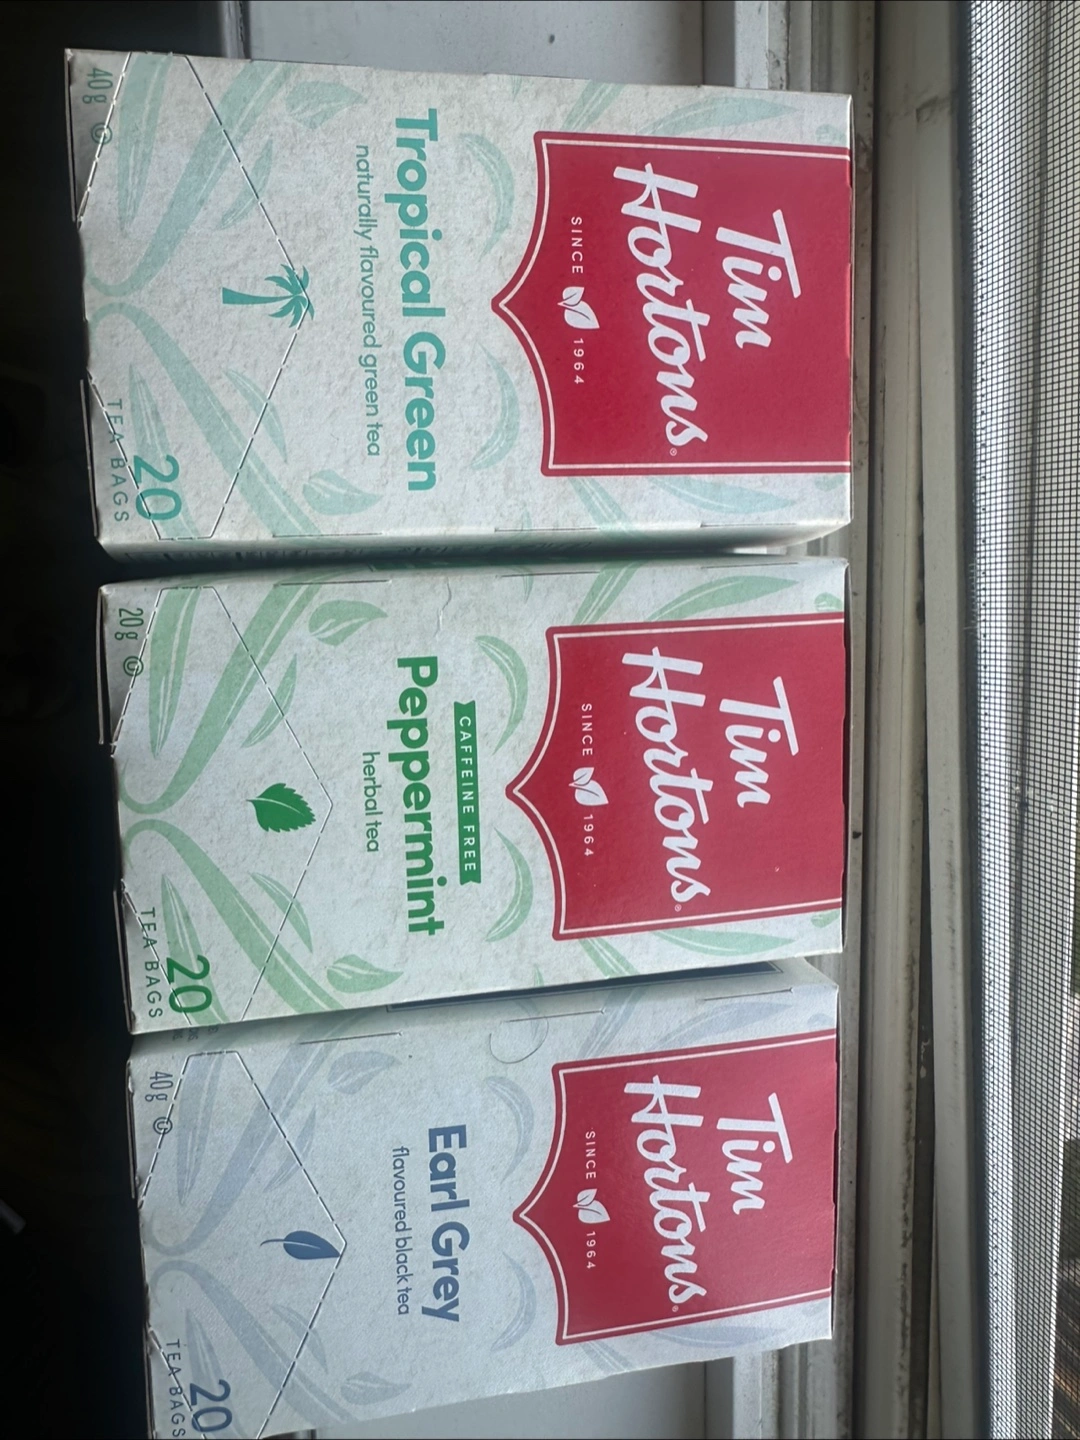 Tim
Hortons®
SINCE 1964
Tropical Green
naturally flavoured green tea
40g
20
TEA BAGS
Tim
Hortons®
SINCE 1964
CAFFEINE FREE
Peppermint
herbal tea
20g
20
TEA BAGS
Tim
Hortons®
SINCE 1964
Earl Grey
flavoured black tea
40g
20
TEA BAGS